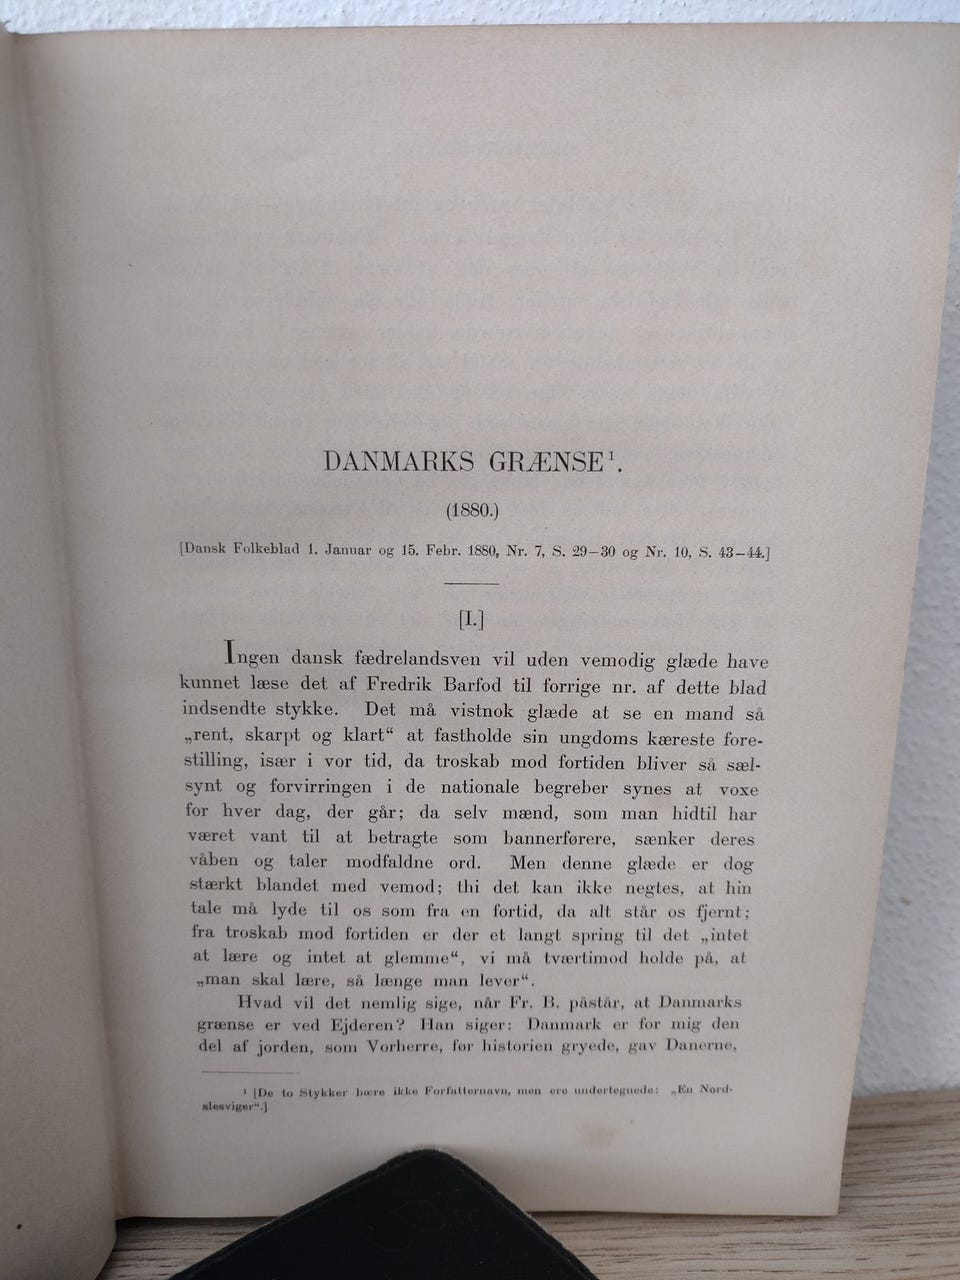 DANMARKS GRÆNSE¹.
(1880.)
[Dansk Folkeblad 1. Januar og 15. Febr. 1880, Nr. 7, S. 29–30 og Nr. 10, S. 43–44.]
[I.]
Ingen dansk fædrelandsven vil uden vemodig glæde have
kunnet læse det af Fredrik Barfod til forrige nr. af dette blad
indsendte stykke. Det må vistnok glæde at se en mand så
„rent, skarpt og klart“ at fastholde sin ungdoms kæreste fore-
stilling, især i vor tid, da troskab mod fortiden bliver så sæl-
synt og forvirringen i de nationale begreber synes at voxe
for hver dag, der går; da selv mænd, som man hidtil har
været vant til at betragte som bannerførere, sænker deres
våben og taler modfaldne ord. Men denne glæde er dog
stærkt blandet med vemod; thi det kan ikke negtes, at hin
tale må lyde til os som fra en fortid, da alt står os fjernt;
fra troskab mod fortiden er der et langt spring til det „intet
at lære og intet at glemme“, vi må tværtimod holde på, at
„man skal lære, så længe man lever“.
Hvad vil det nemlig sige, når Fr. B. påstår, at Danmarks
grænse er ved Ejderen? Han siger: Danmark er for mig den
del af jorden, som Vorherre, før historien gryede, gav Danerne,
¹ [De to Stykker bære ikke Forfatternavn, men ere undertegnede: „En Nord-
slesviger“.]